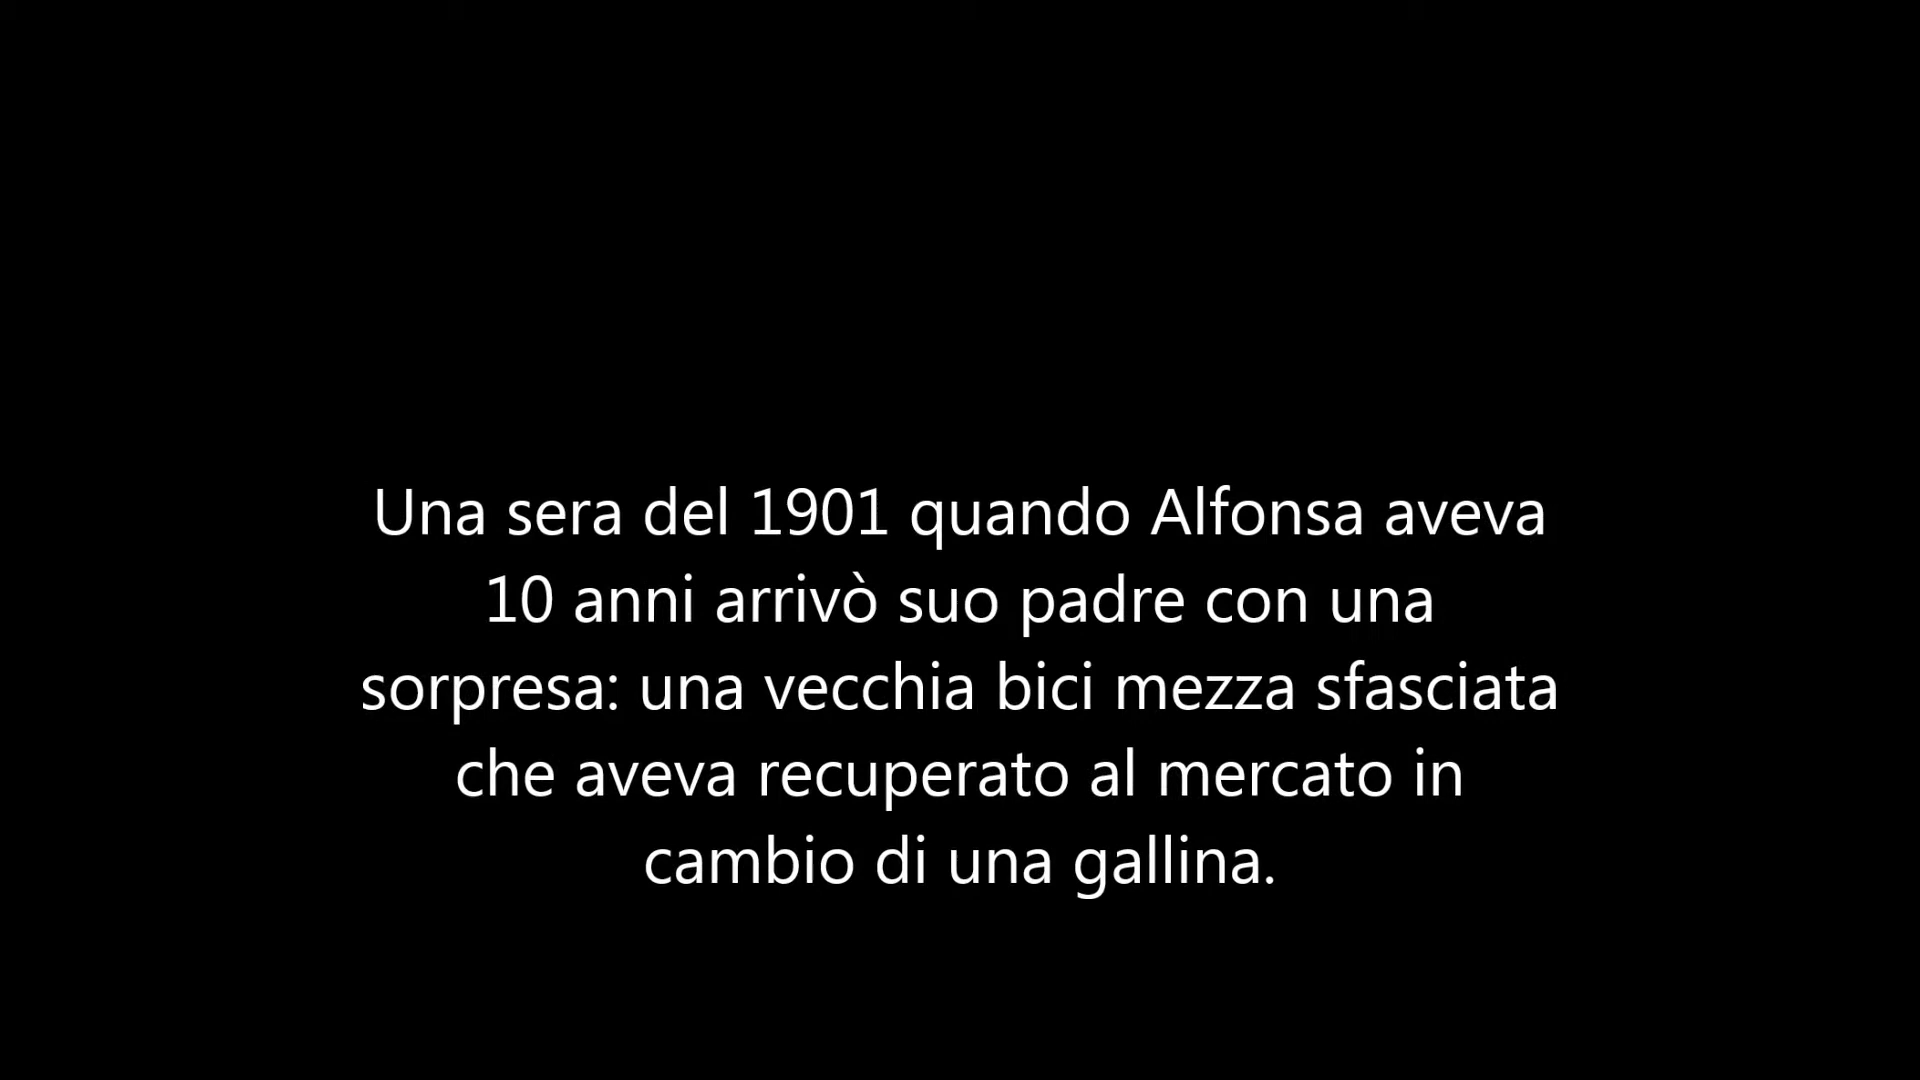 Una sera del 1901 quando Alfonsa aveva
10 anni arrivò suo padre con una
sorpresa: una vecchia bici mezza sfasciata
che aveva recuperato al mercato in
cambio di una gallina.